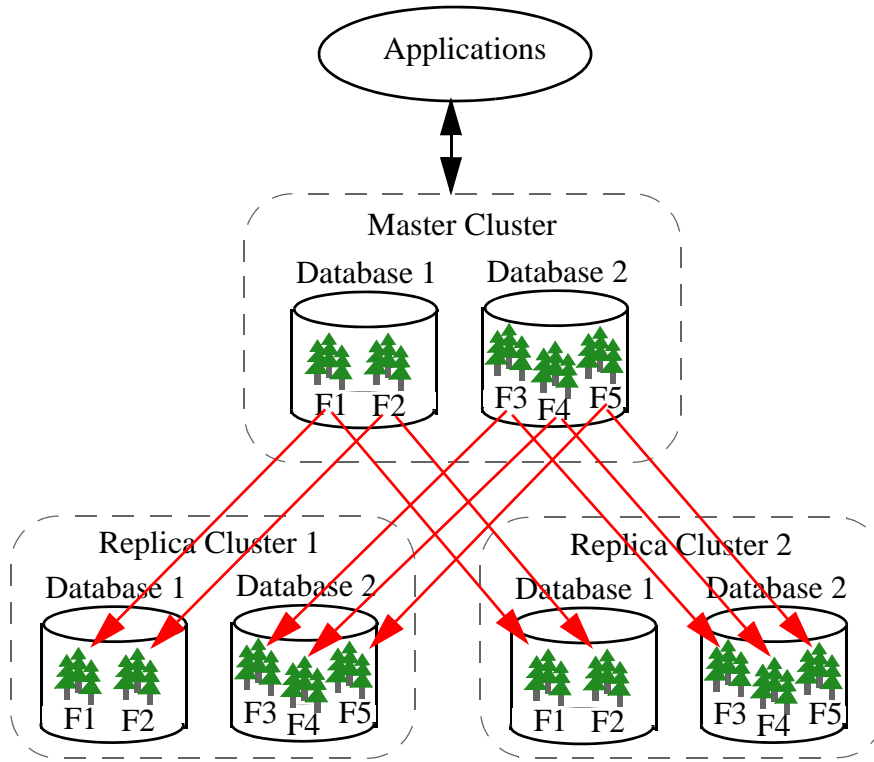 Applications
Master Cluster
Database 1 Database 2
F1 F2 F3 F4 F5
Replica Cluster 1
Database 1 Database 2
F1 F2 F3 F4 F5
Replica Cluster 2
Database 1 Database 2
F1 F2 F3 F4 F5